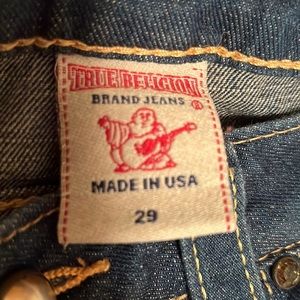 TRUE RELIGION
BRAND JEANS ®
MADE IN USA
29